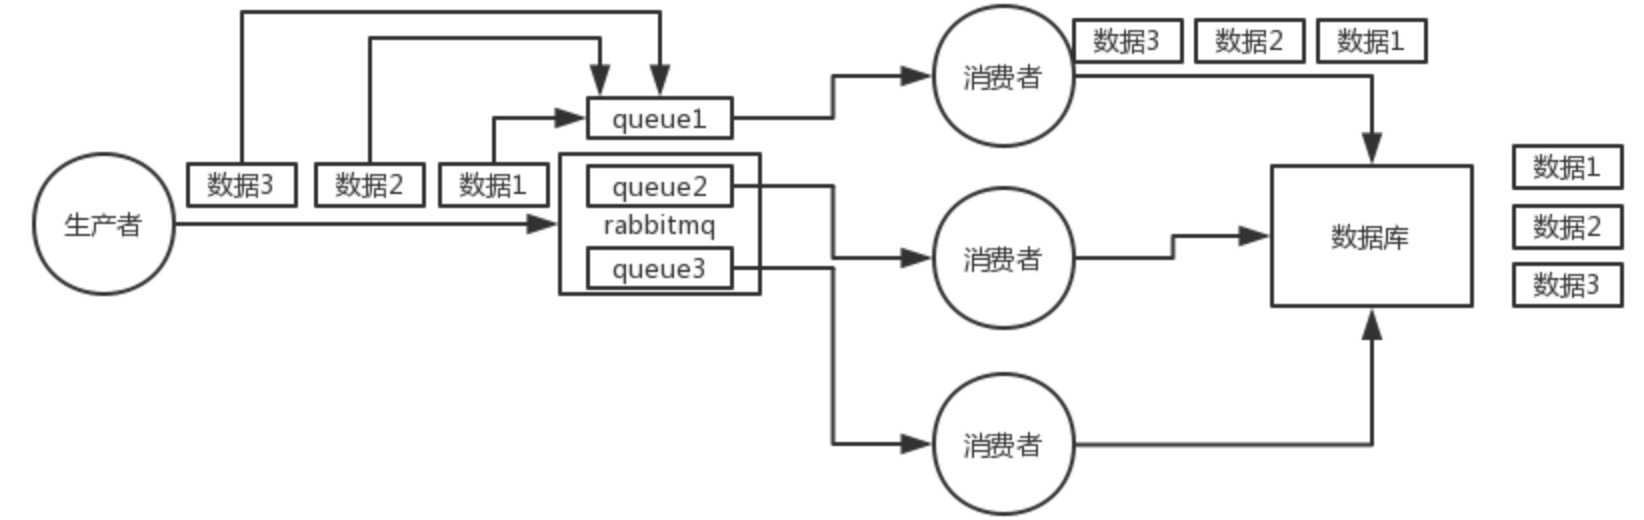 数据3 数据2 数据1
消费者
queue1
数据1
数据3 数据2 数据1
queue2
生产者
rabbitmq
数据2
数据库
消费者
queue3
数据3
消费者